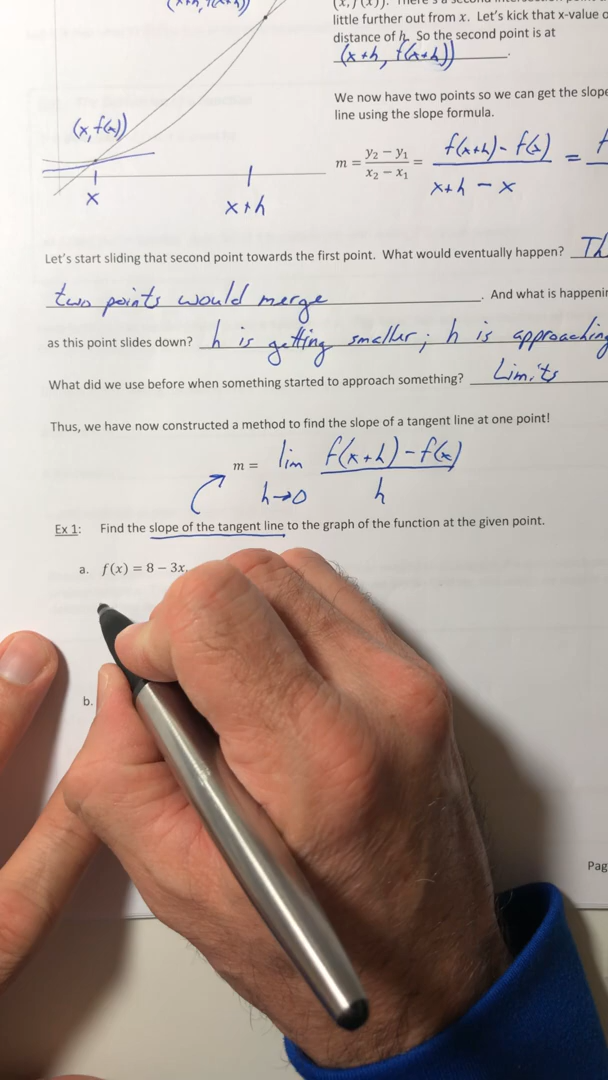 (x+h, f(x+h))
little further out from x. Let's kick that x-value
distance of h. So the second point is at
(x+h, f(x+h)).
We now have two points so we can get the slope
line using the slope formula.
(x, f(x))
m = y₂ − y₁ / x₂ − x₁ = f(x+h) - f(x) / x+h - x =
x
x+h
Let's start sliding that second point towards the first point. What would eventually happen?
two points would merge. And what is
as this point slides down? h is getting smaller; h is approaching
What did we use before when something started to approach something? Limits
Thus, we have now constructed a method to find the slope of a tangent line at one point!
m = lim h→0 f(x+h) - f(x) / h
Ex 1: Find the slope of the tangent line to the graph of the function at the given point.
a. f(x) = 8 − 3x,
b.